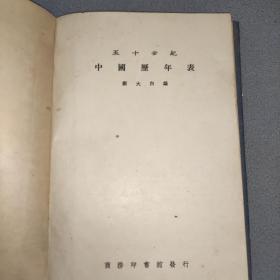 五十世紀
中國歷年表
劉大白編
商務印書館發行